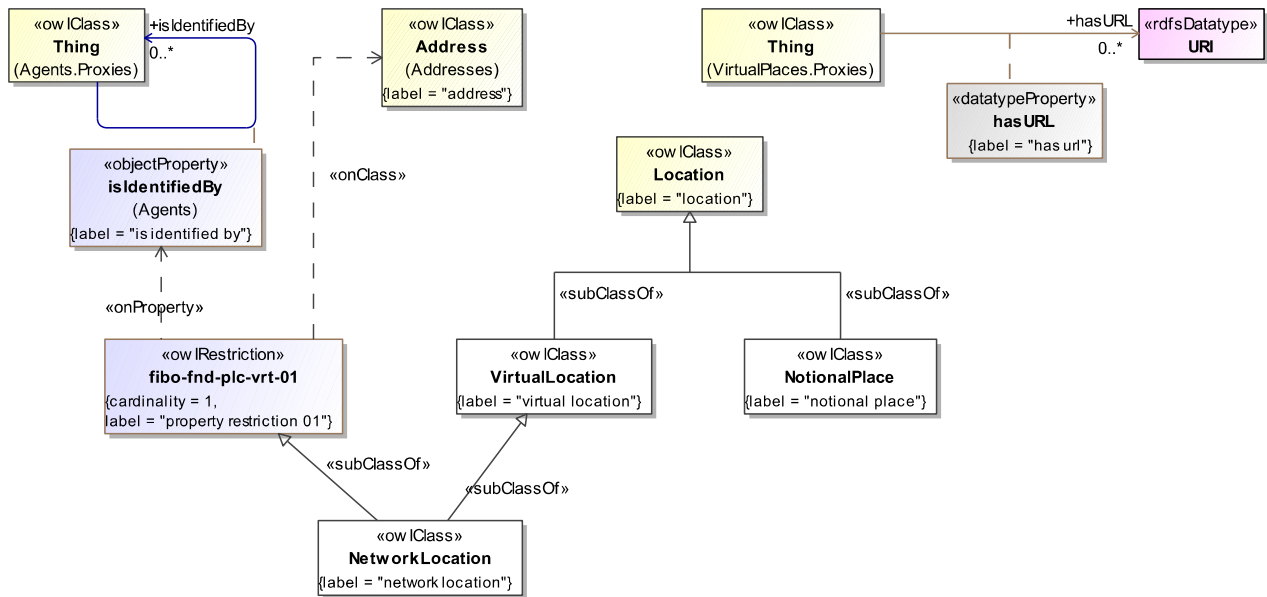 «owlClass»
Thing
(Agents.Proxies)
+isIdentifiedBy
0..*
«owlClass»
Address
(Addresses)
{label = "address"}
«owlClass»
Thing
(VirtualPlaces.Proxies)
+hasURL
0..*
«rdfsDatatype»
URI
«datatypeProperty»
hasURL
{label = "has url"}
«objectProperty»
isIdentifiedBy
(Agents)
{label = "is identified by"}
«onClass»
«owlClass»
Location
{label = "location"}
«onProperty»
«subClassOf»
«subClassOf»
«owlRestriction»
fibo-fnd-plc-vrt-01
{cardinality = 1,
label = "property restriction 01"}
«owlClass»
VirtualLocation
{label = "virtual location"}
«owlClass»
NotionalPlace
{label = "notional place"}
«subClassOf»
«subClassOf»
«owlClass»
NetworkLocation
{label = "network location"}